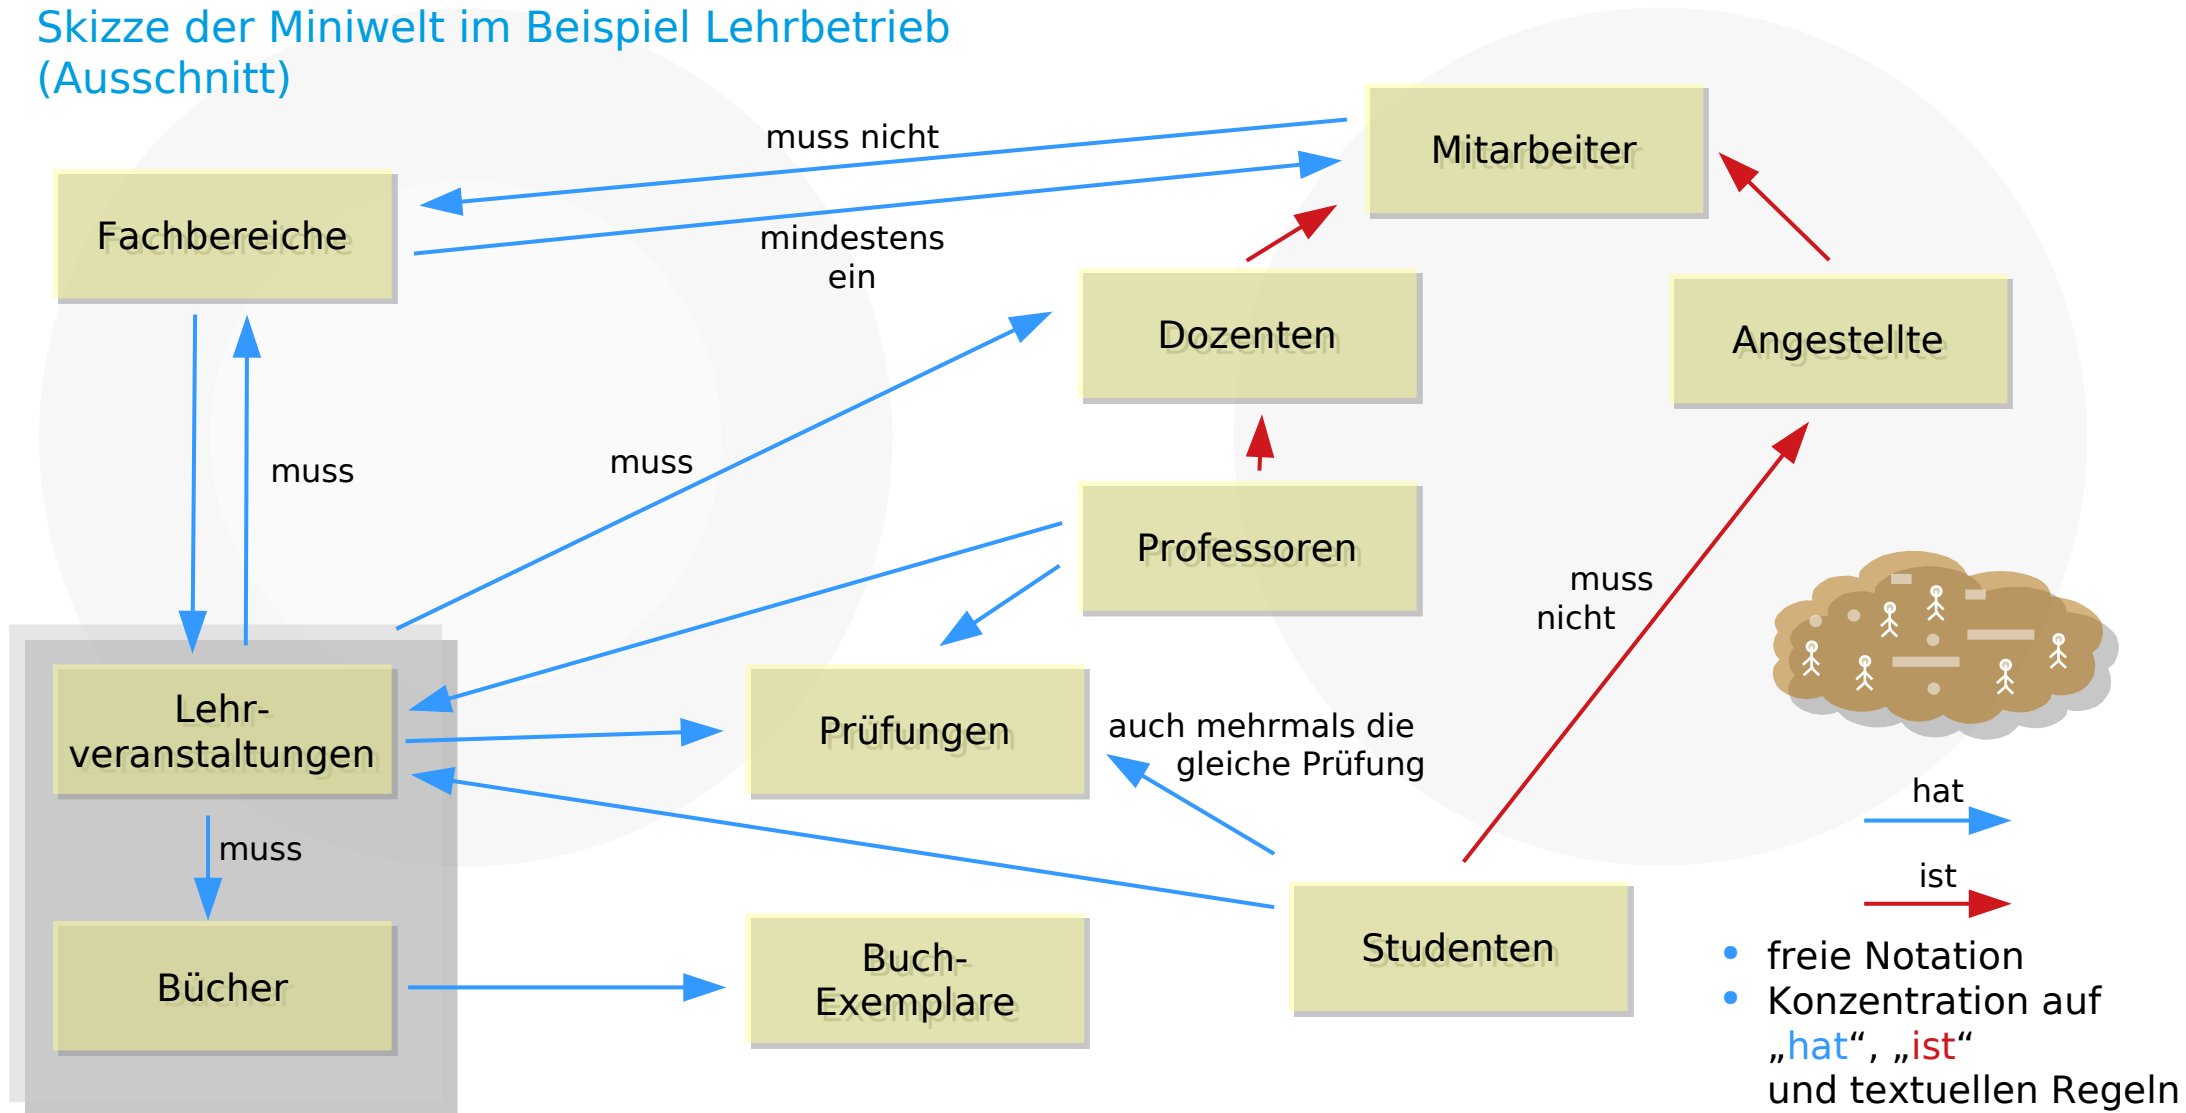 Skizze der Miniwelt im Beispiel Lehrbetrieb
(Ausschnitt)
muss nicht
Mitarbeiter
Fachbereiche
mindestens
ein
Dozenten
Angestellte
muss
muss
Professoren
muss
nicht
Lehr-
veranstaltungen
Prüfungen
auch mehrmals die
gleiche Prüfung
hat
muss
ist
Bücher
Buch-
Exemplare
Studenten
• freie Notation
• Konzentration auf
„hat“, „ist“
und textuellen Regeln